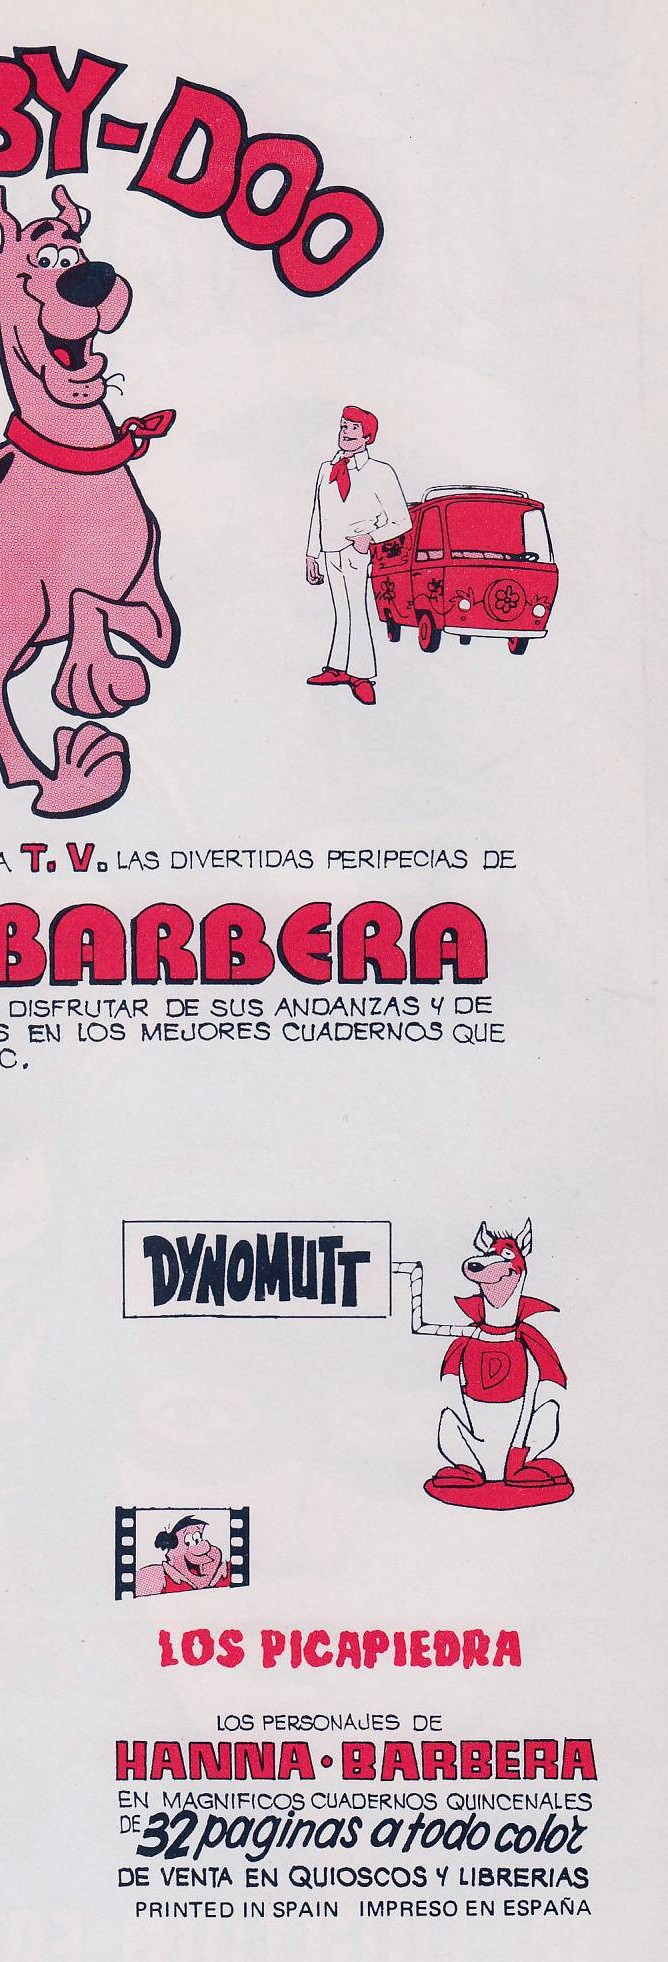 BY-DOO
A T. V. LAS DIVERTIDAS PERIPECIAS DE
BARBERA
DISFRUTAR DE SUS ANDANZAS Y DE
S EN LOS MEJORES CUADERNOS QUE
C.
DYNOMUTT
D
LOS PICAPIEDRA
LOS PERSONAJES DE
HANNA·BARBERA
EN MAGNIFICOS CUADERNOS QUINCENALES
DE 32 paginas a todo color
DE VENTA EN QUIOSCOS Y LIBRERIAS
PRINTED IN SPAIN IMPRESO EN ESPAÑA